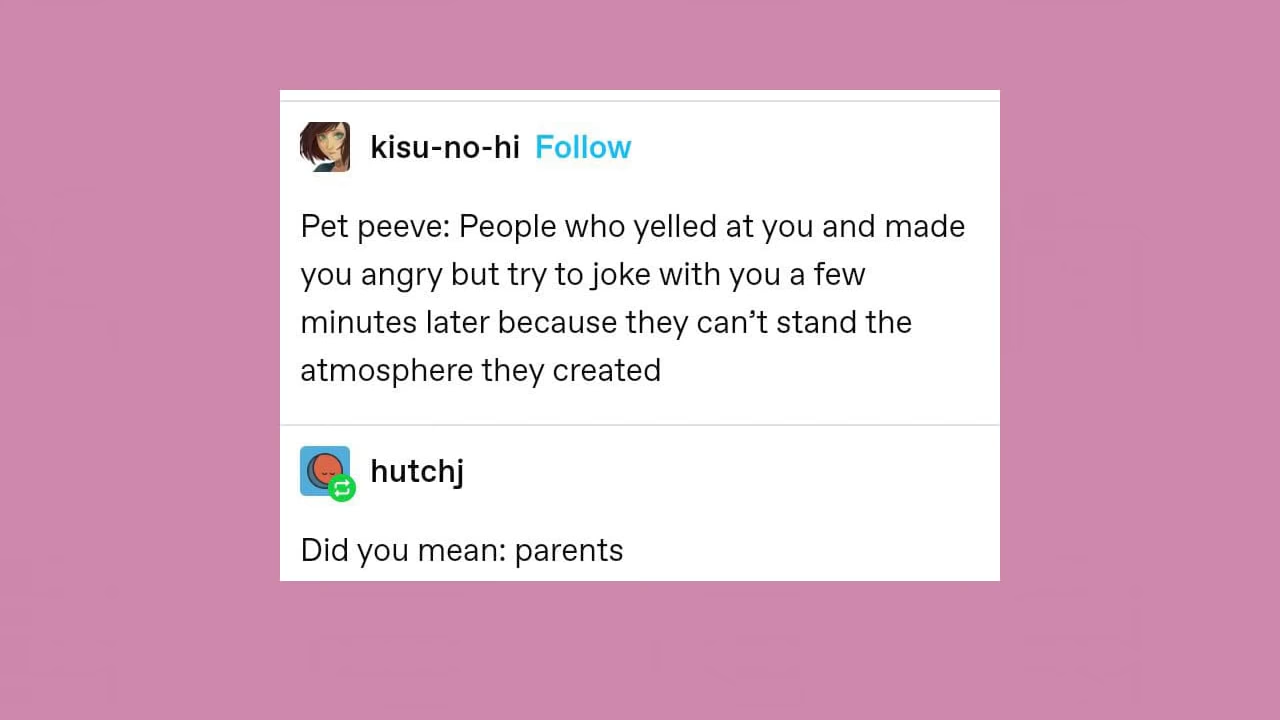 kisu-no-hi Follow
Pet peeve: People who yelled at you and made
you angry but try to joke with you a few
minutes later because they can’t stand the
atmosphere they created
hutchj
Did you mean: parents